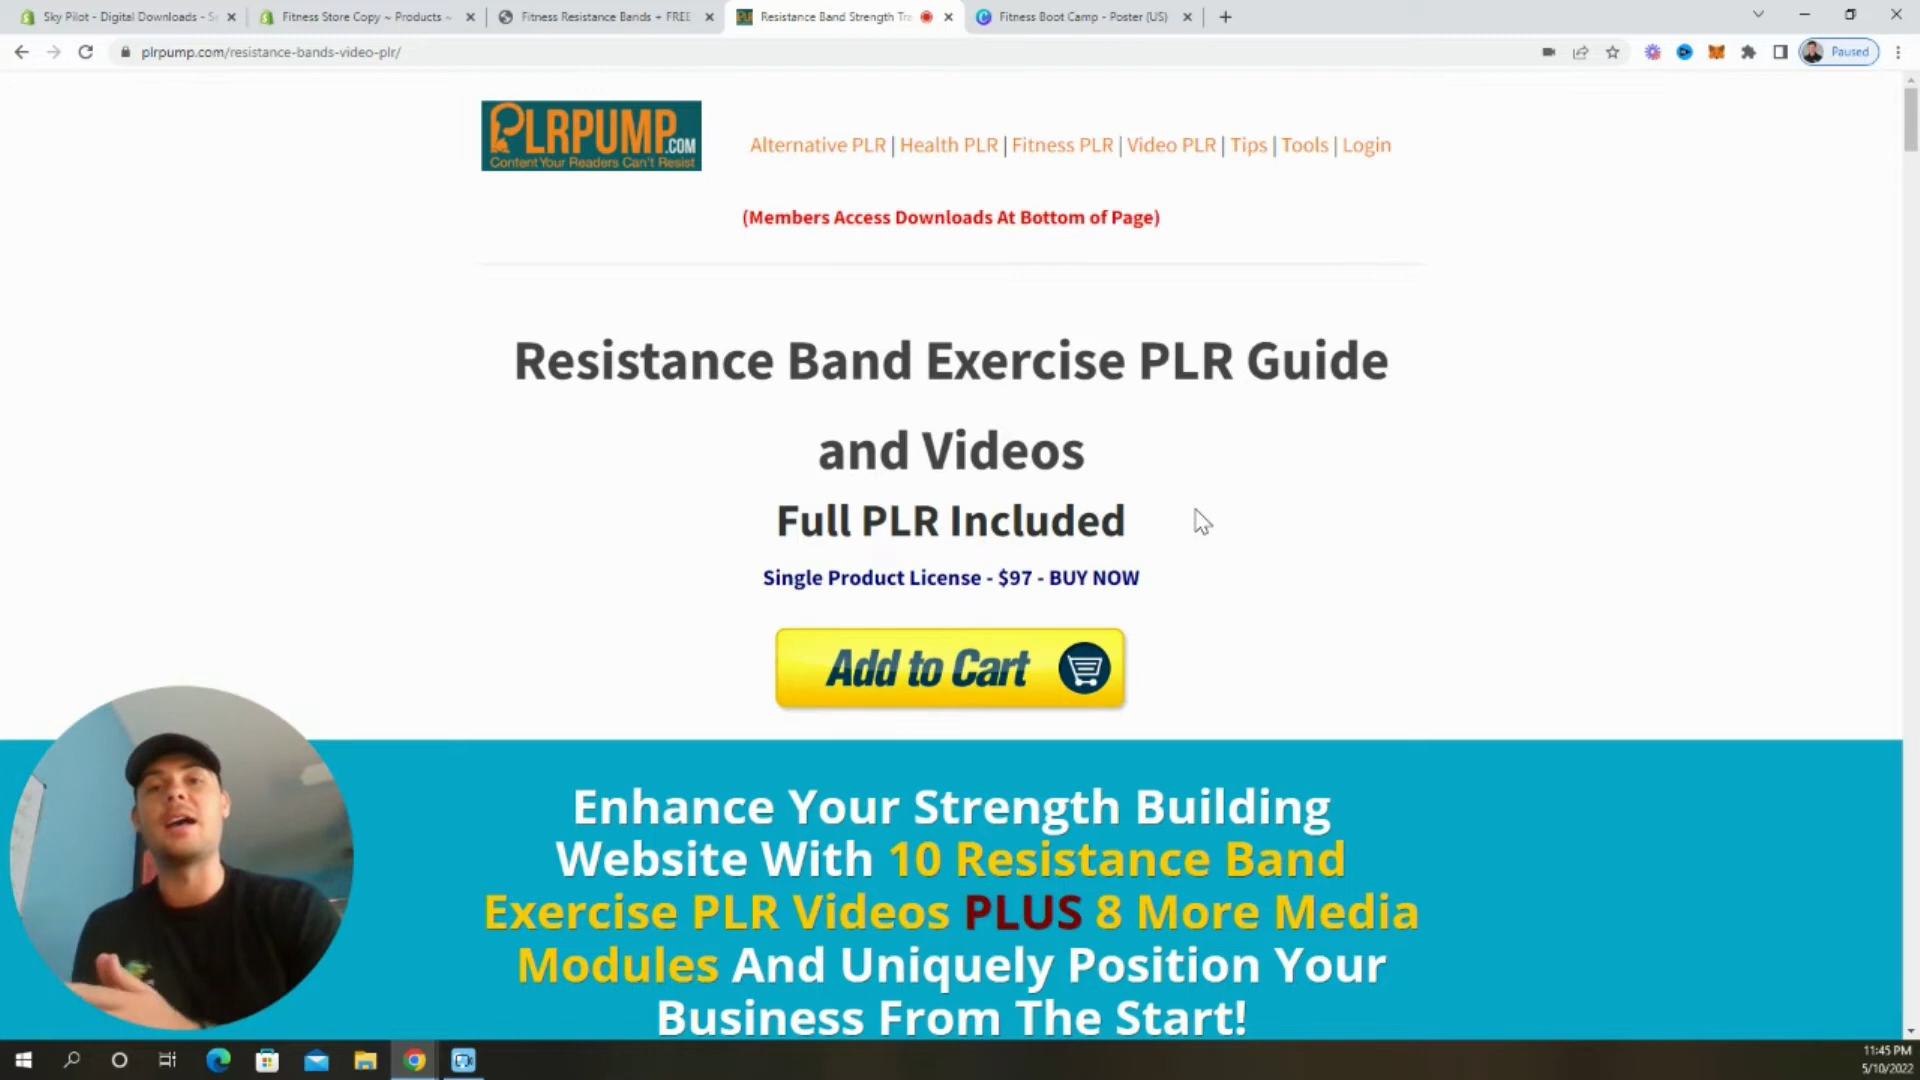 Sky Pilot - Digital Downloads - S
Fitness Store Copy ~ Products ~
Fitness Resistance Bands + FREE
Resistance Band Strength Tra
Fitness Boot Camp - Poster (US)
plrpump.com/resistance-bands-video-plr/
Paused
PLRPUMP.COM
Content Your Readers Can't Resist
Alternative PLR | Health PLR | Fitness PLR | Video PLR | Tips | Tools | Login
(Members Access Downloads At Bottom of Page)
Resistance Band Exercise PLR Guide
and Videos
Full PLR Included
Single Product License - $97 - BUY NOW
Add to Cart
Enhance Your Strength Building
Website With 10 Resistance Band
Exercise PLR Videos PLUS 8 More Media
Modules And Uniquely Position Your
Business From The Start!
11:45 PM
5/10/2022